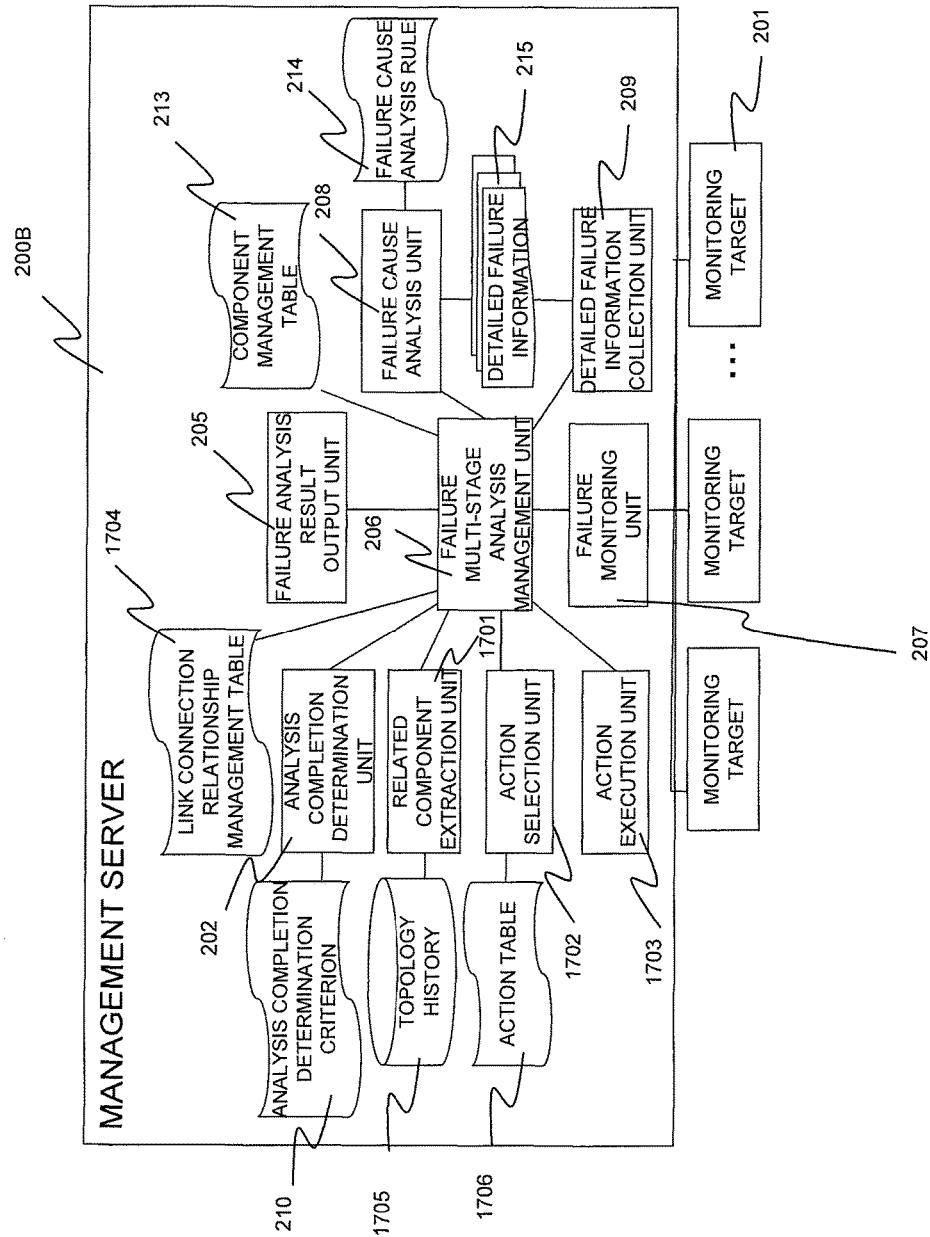 200B
MANAGEMENT SERVER
1704
LINK CONNECTION
RELATIONSHIP
MANAGEMENT TABLE
205
FAILURE ANALYSIS
RESULT
OUTPUT UNIT
213
COMPONENT
MANAGEMENT
TABLE
208
214
202
ANALYSIS COMPLETION
DETERMINATION
CRITERION
210
ANALYSIS
COMPLETION
DETERMINATION
UNIT
206
FAILURE
MULTI-STAGE
ANALYSIS
MANAGEMENT UNIT
FAILURE CAUSE
ANALYSIS UNIT
FAILURE CAUSE
ANALYSIS RULE
TOPOLOGY
HISTORY
1705
RELATED
COMPONENT
EXTRACTION UNIT
1701
DETAILED FAILURE
INFORMATION
215
ACTION TABLE
1706
ACTION
SELECTION UNIT
1702
ACTION
EXECUTION UNIT
1703
FAILURE
MONITORING
UNIT
207
DETAILED FAILURE
INFORMATION
COLLECTION UNIT
209
MONITORING
TARGET
MONITORING
TARGET
...
MONITORING
TARGET
201